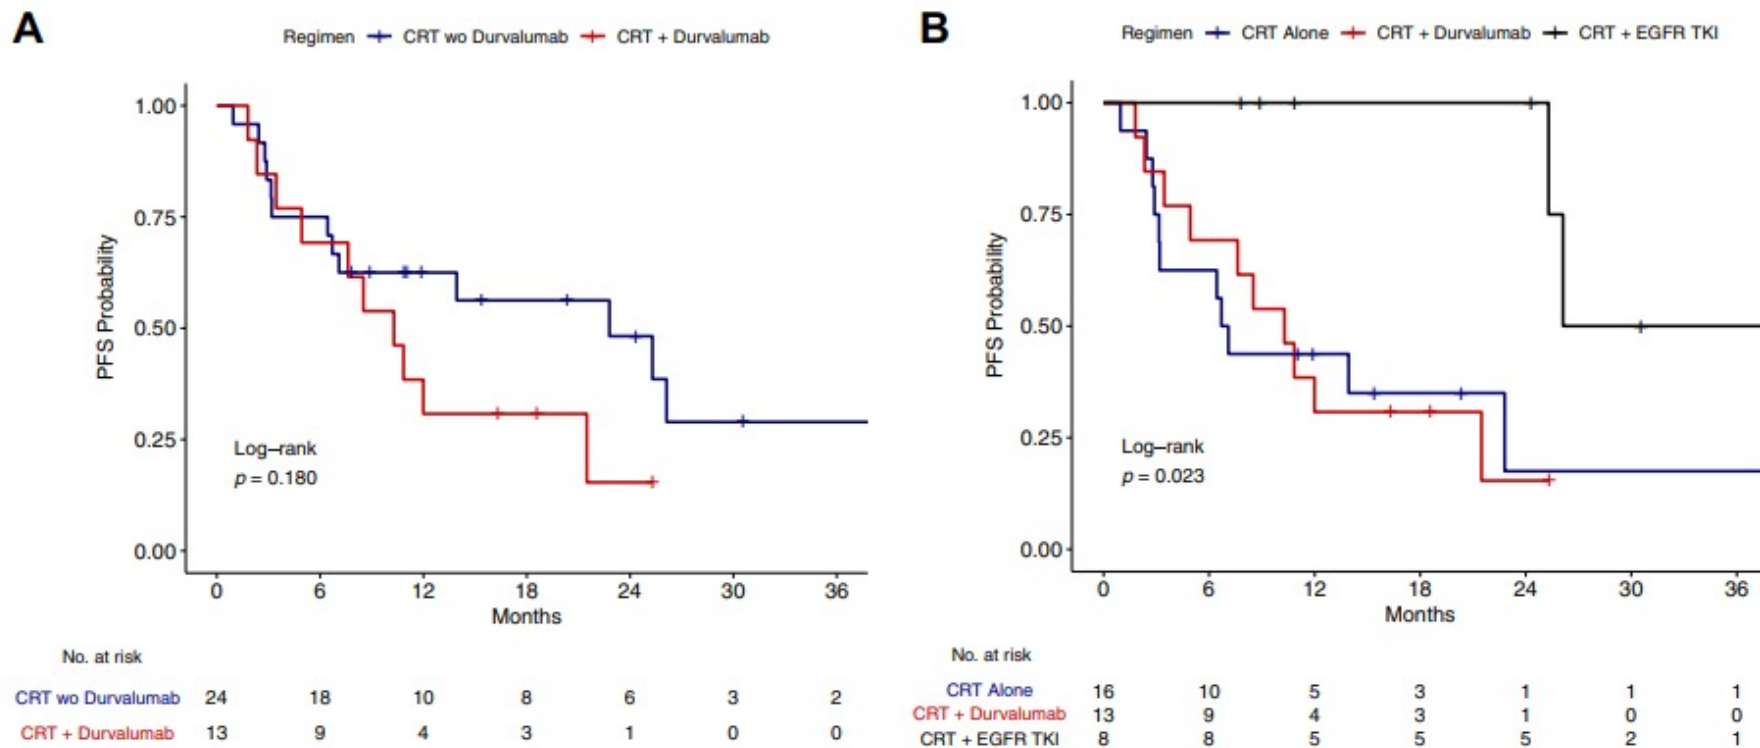 A
Regimen CRT wo Durvalumab CRT + Durvalumab
PFS Probability
1.00
0.75
0.50
0.25
0.00
Log–rank
p = 0.180
0 6 12 18 24 30 36
Months
No. at risk
CRT wo Durvalumab 24 18 10 8 6 3 2
CRT + Durvalumab 13 9 4 3 1 0 0
B
Regimen CRT Alone CRT + Durvalumab CRT + EGFR TKI
PFS Probability
1.00
0.75
0.50
0.25
0.00
Log–rank
p = 0.023
0 6 12 18 24 30 36
Months
No. at risk
CRT Alone 16 10 5 3 1 1 1
CRT + Durvalumab 13 9 4 3 1 0 0
CRT + EGFR TKI 8 8 5 5 5 2 1